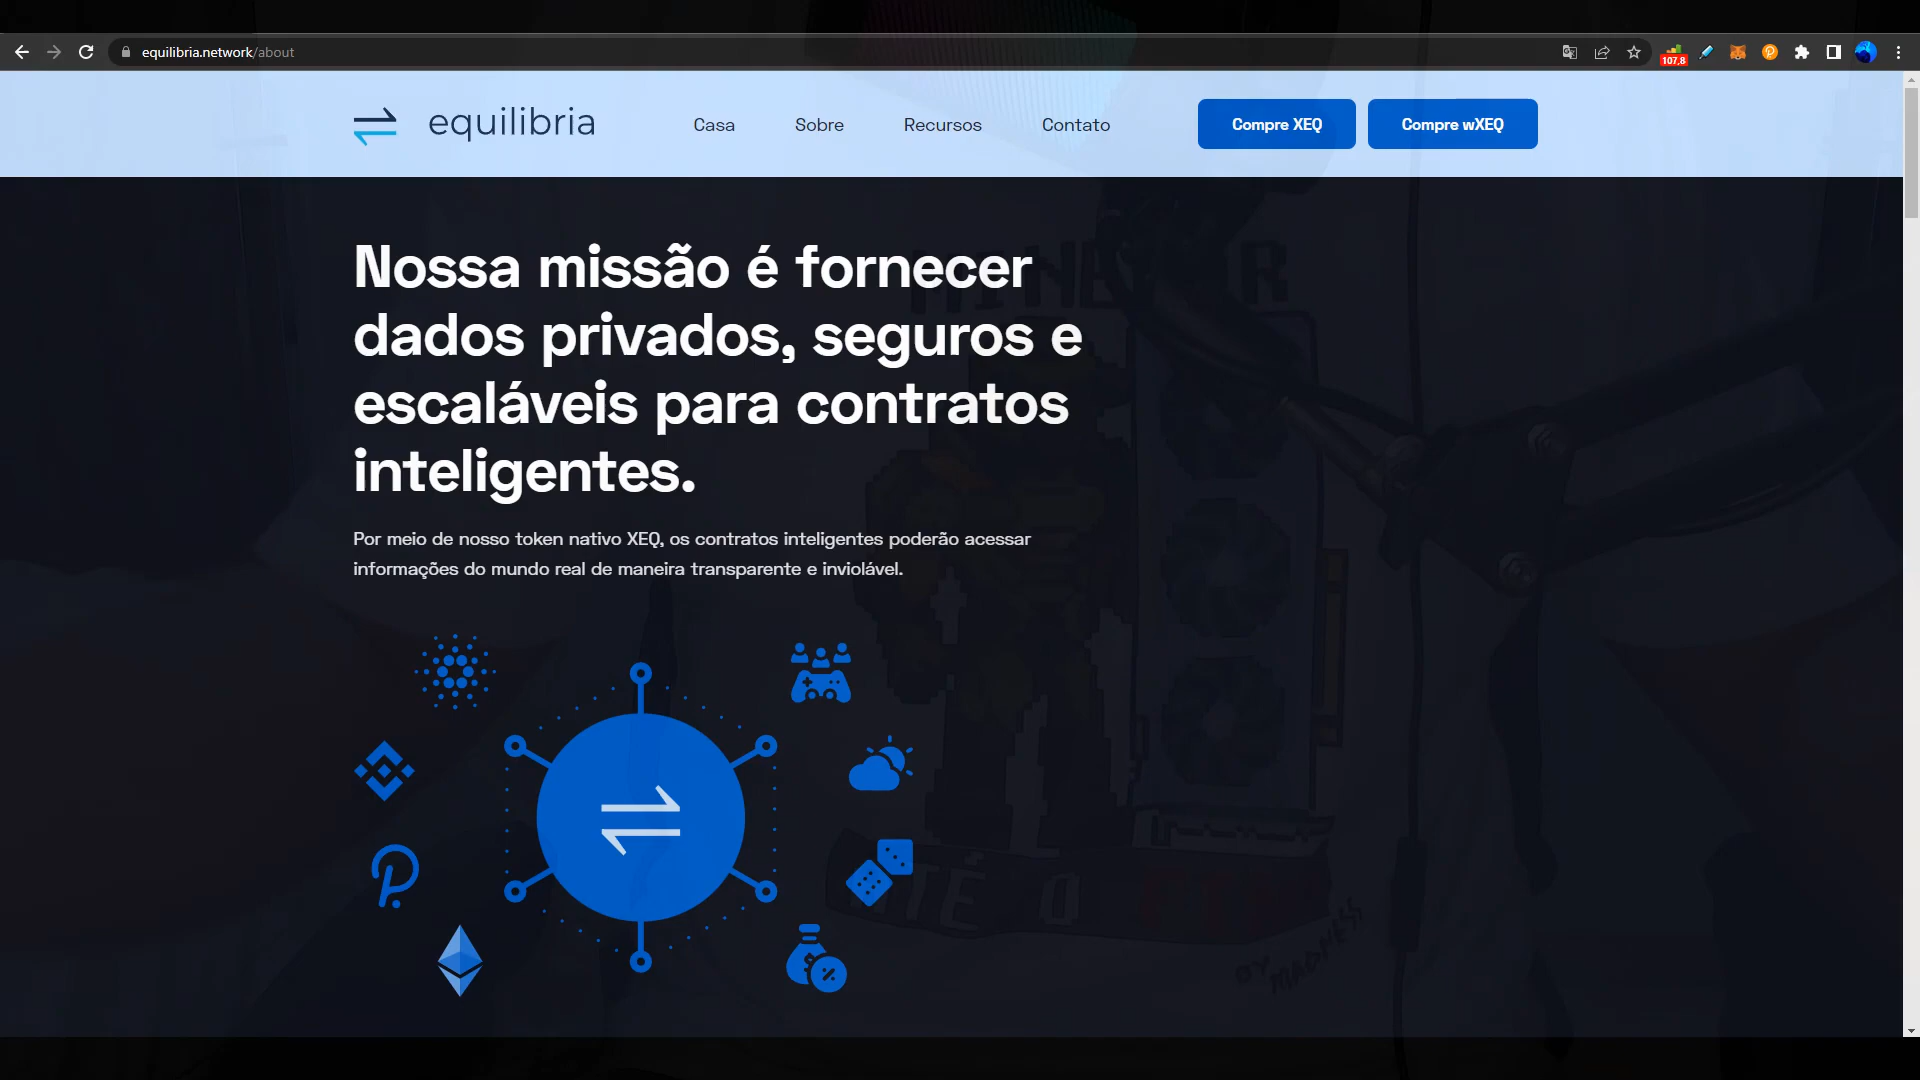 equilibria.network/about
107,8
equilibria
Casa
Sobre
Recursos
Contato
Compre XEQ
Compre wXEQ
Nossa missão é fornecer
dados privados, seguros e
escaláveis para contratos
inteligentes.
Por meio de nosso token nativo XEQ, os contratos inteligentes poderão acessar
informações do mundo real de maneira transparente e inviolável.